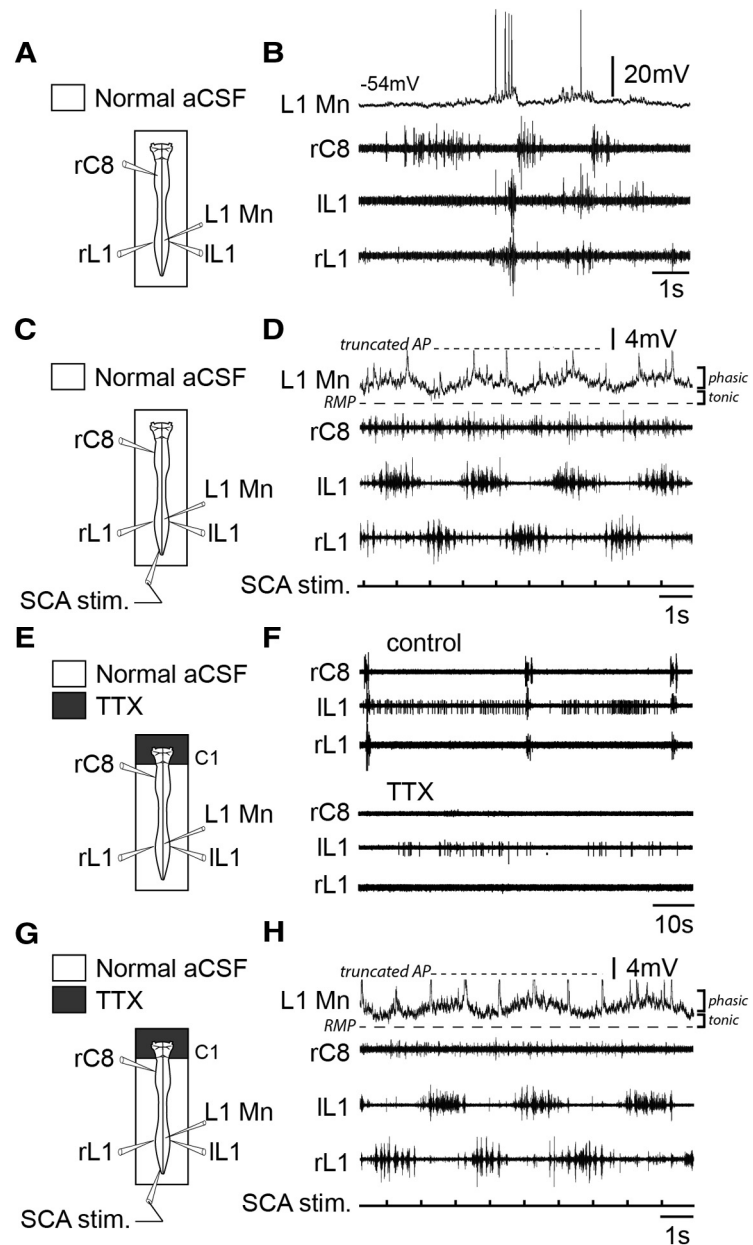 A
Normal aCSF
rC8
L1 Mn
rL1
lL1
B
-54mV
20mV
L1 Mn
rC8
lL1
rL1
1s
C
Normal aCSF
rC8
L1 Mn
rL1
lL1
SCA stim.
D
truncated AP
4mV
L1 Mn
phasic
tonic
RMP
rC8
lL1
rL1
SCA stim.
1s
E
Normal aCSF
TTX
C1
rC8
L1 Mn
rL1
lL1
F
control
rC8
lL1
rL1
TTX
rC8
lL1
rL1
10s
G
Normal aCSF
TTX
C1
rC8
L1 Mn
rL1
lL1
SCA stim.
H
truncated AP
4mV
L1 Mn
phasic
tonic
RMP
rC8
lL1
rL1
SCA stim.
1s